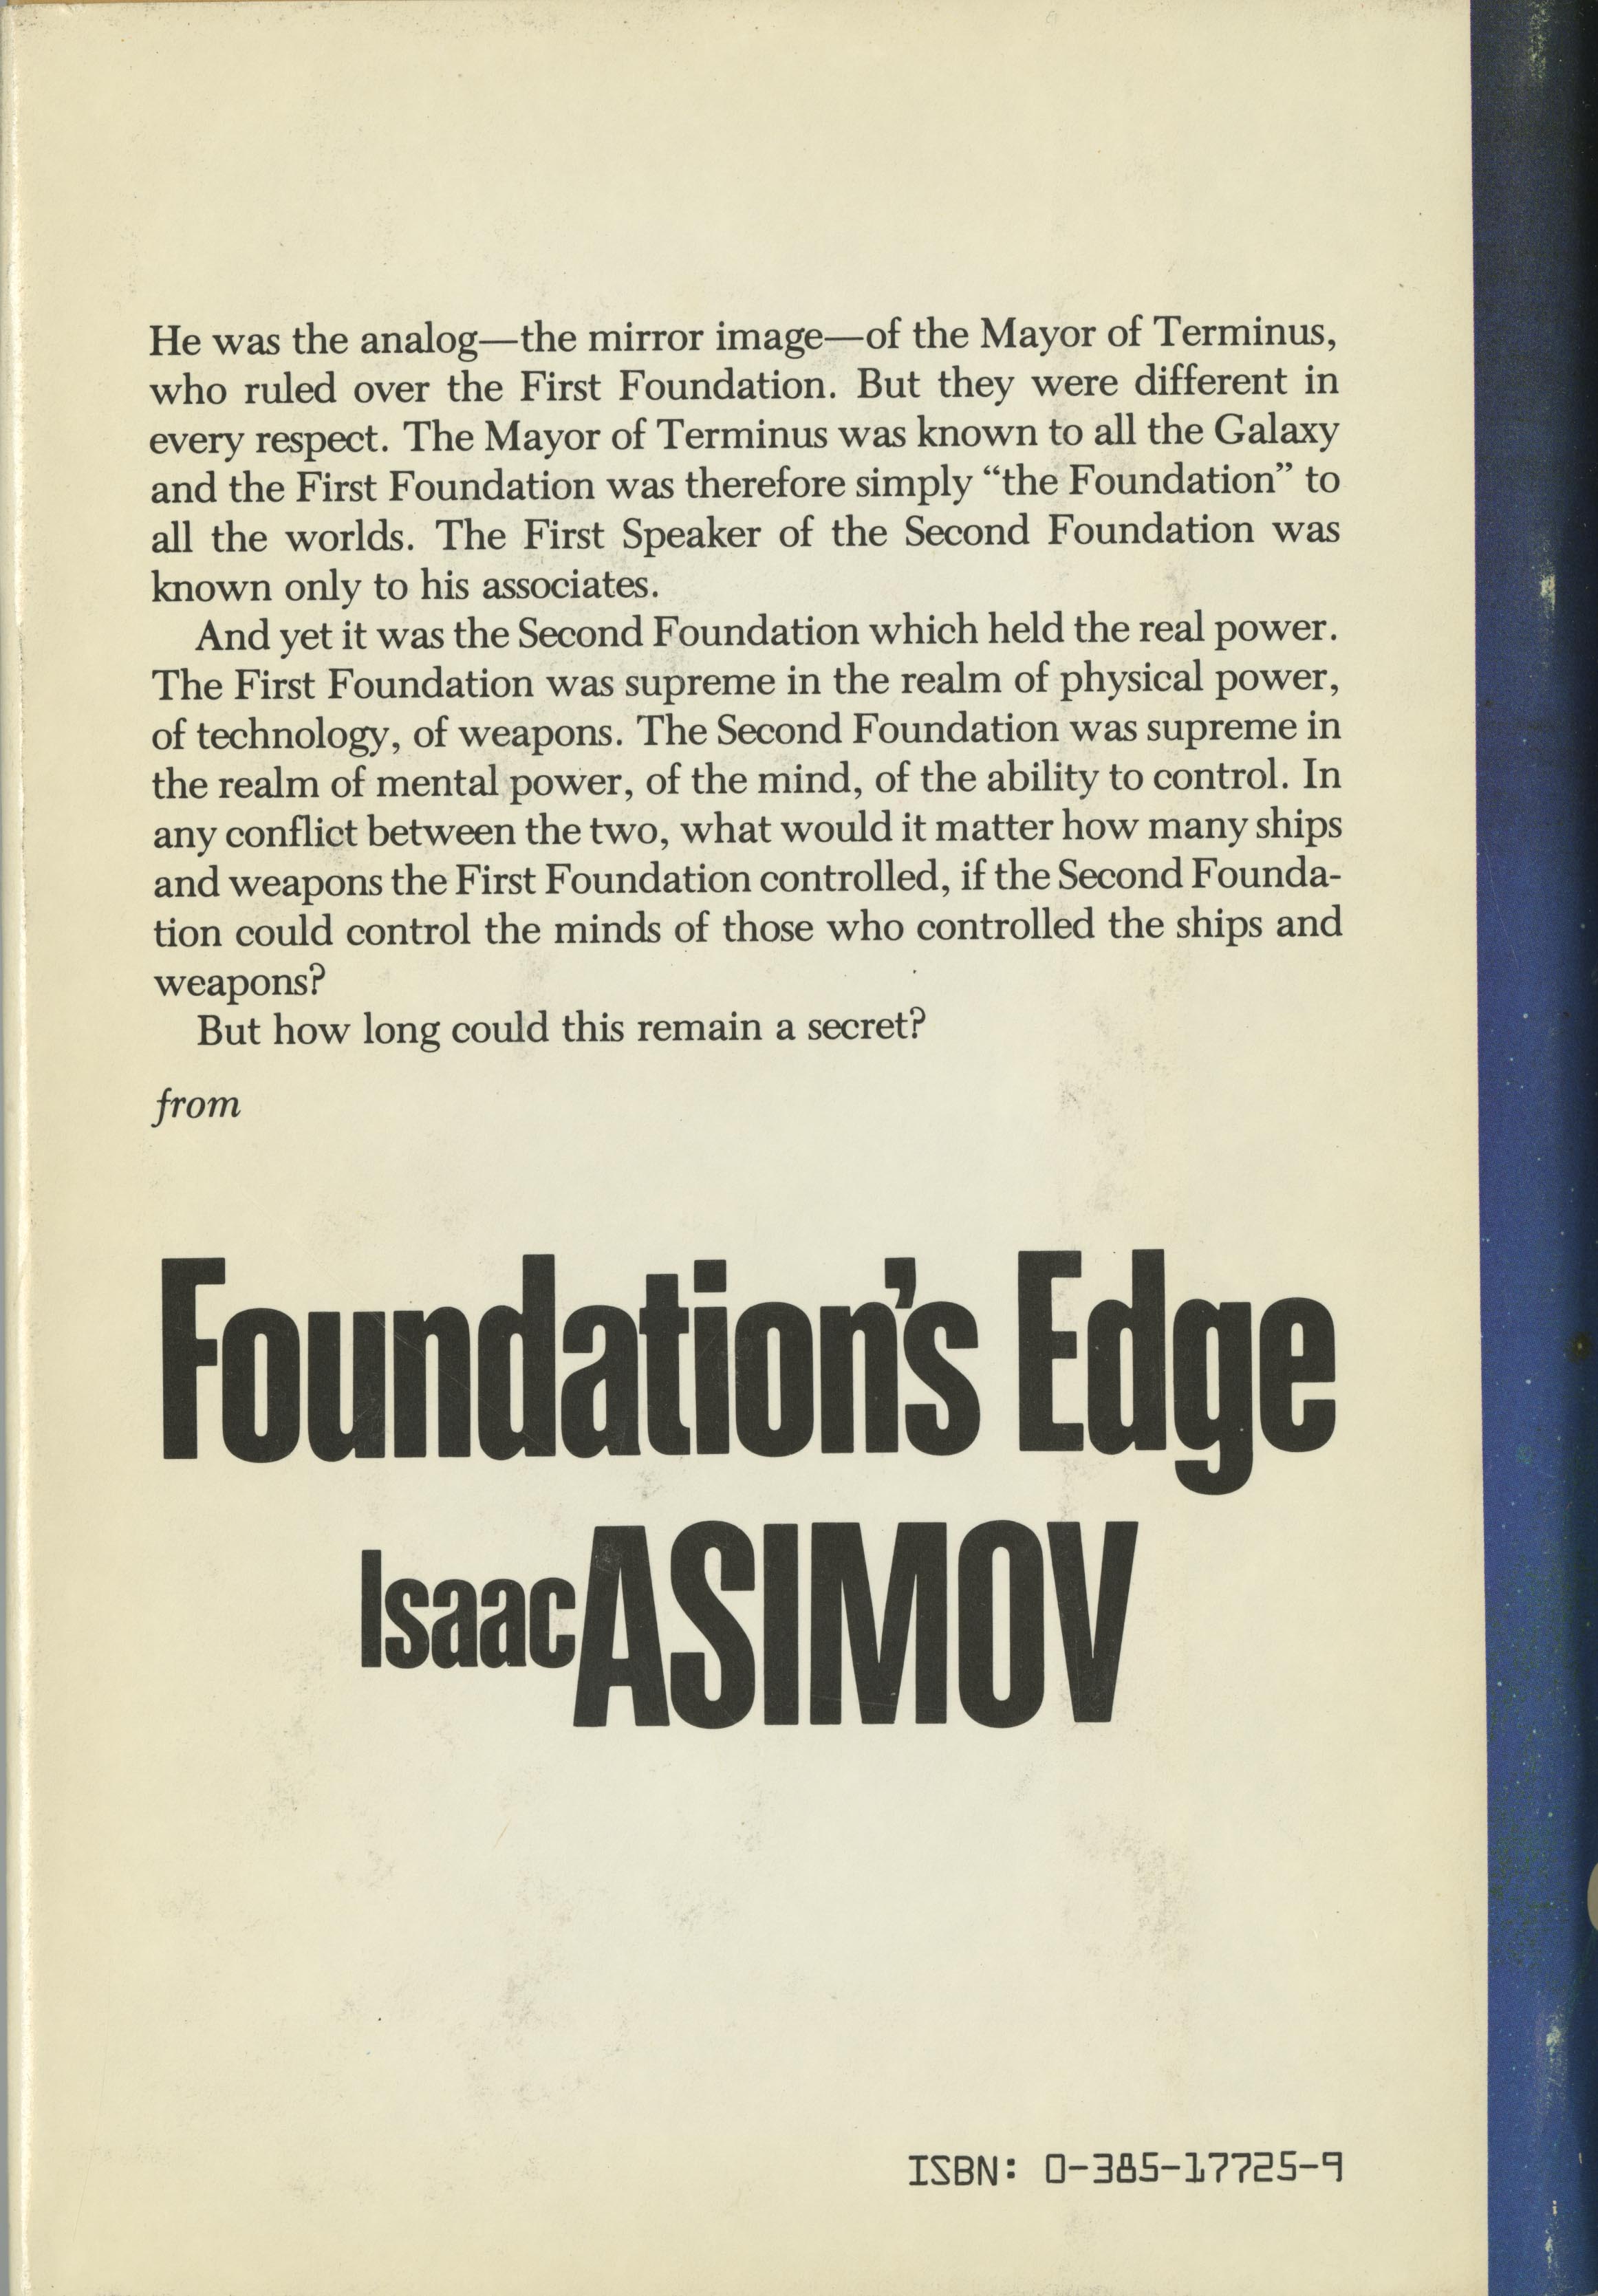 He was the analog—the mirror image—of the Mayor of Terminus,
who ruled over the First Foundation. But they were different in
every respect. The Mayor of Terminus was known to all the Galaxy
and the First Foundation was therefore simply “the Foundation” to
all the worlds. The First Speaker of the Second Foundation was
known only to his associates.
And yet it was the Second Foundation which held the real power.
The First Foundation was supreme in the realm of physical power,
of technology, of weapons. The Second Foundation was supreme in
the realm of mental power, of the mind, of the ability to control. In
any conflict between the two, what would it matter how many ships
and weapons the First Foundation controlled, if the Second Founda-
tion could control the minds of those who controlled the ships and
weapons?
But how long could this remain a secret?
from
Foundation’s Edge
Isaac ASIMOV
ISBN: 0-385-17725-9